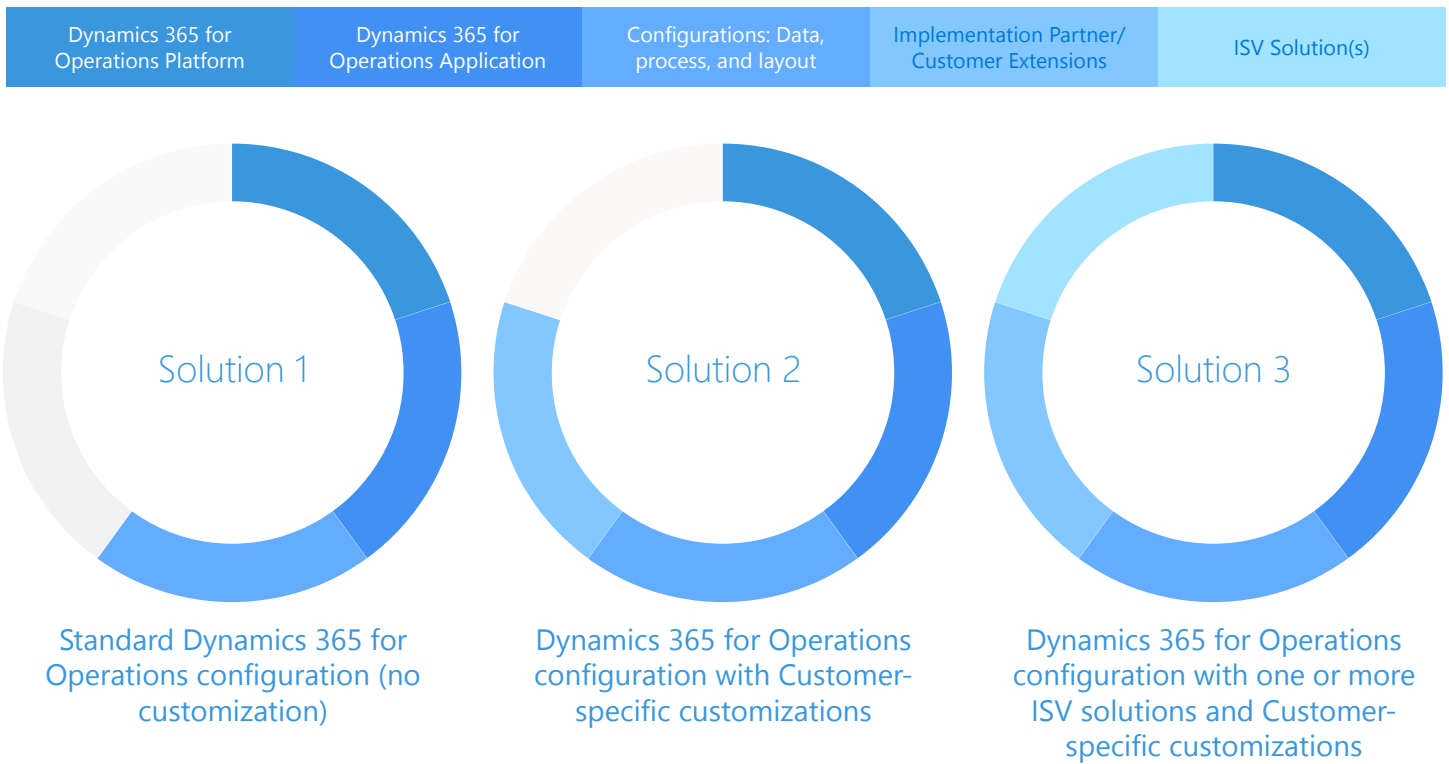 Dynamics 365 for
Operations Platform
Dynamics 365 for
Operations Application
Configurations: Data,
process, and layout
Implementation Partner/
Customer Extensions
ISV Solution(s)
Solution 1
Solution 2
Solution 3
Standard Dynamics 365 for
Operations configuration (no
customization)
Dynamics 365 for Operations
configuration with Customer-
specific customizations
Dynamics 365 for Operations
configuration with one or more
ISV solutions and Customer-
specific customizations